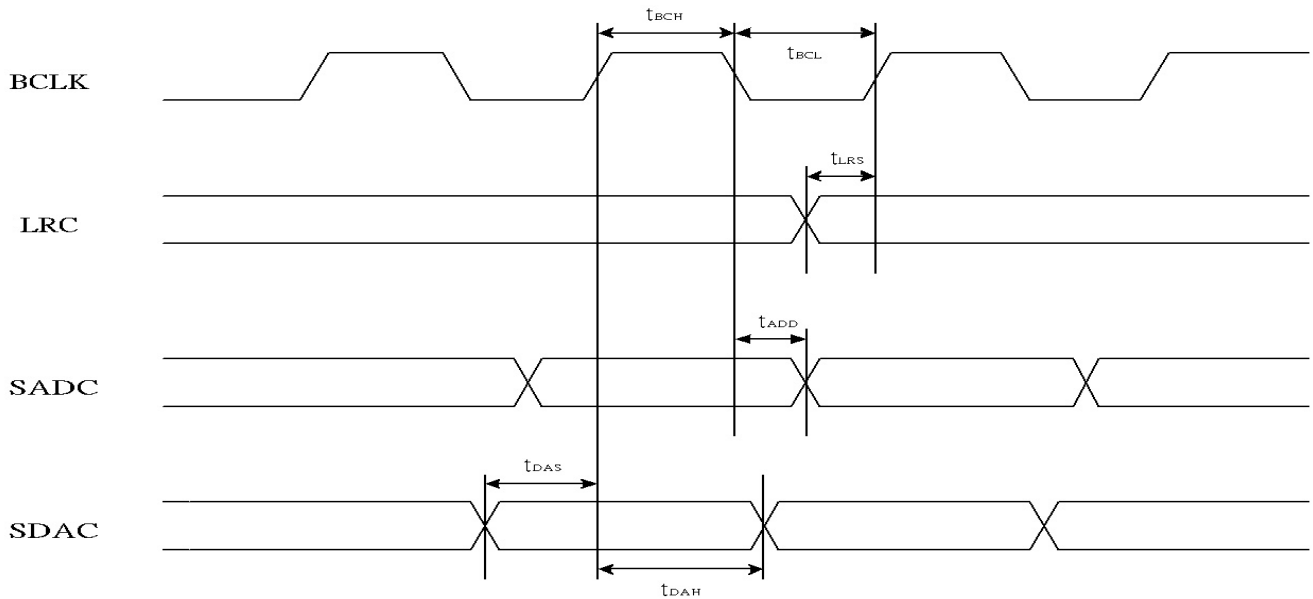 tBCH
tBCL
BCLK
tLRS
LRC
tADD
SADC
tDAS
SDAC
tDAH